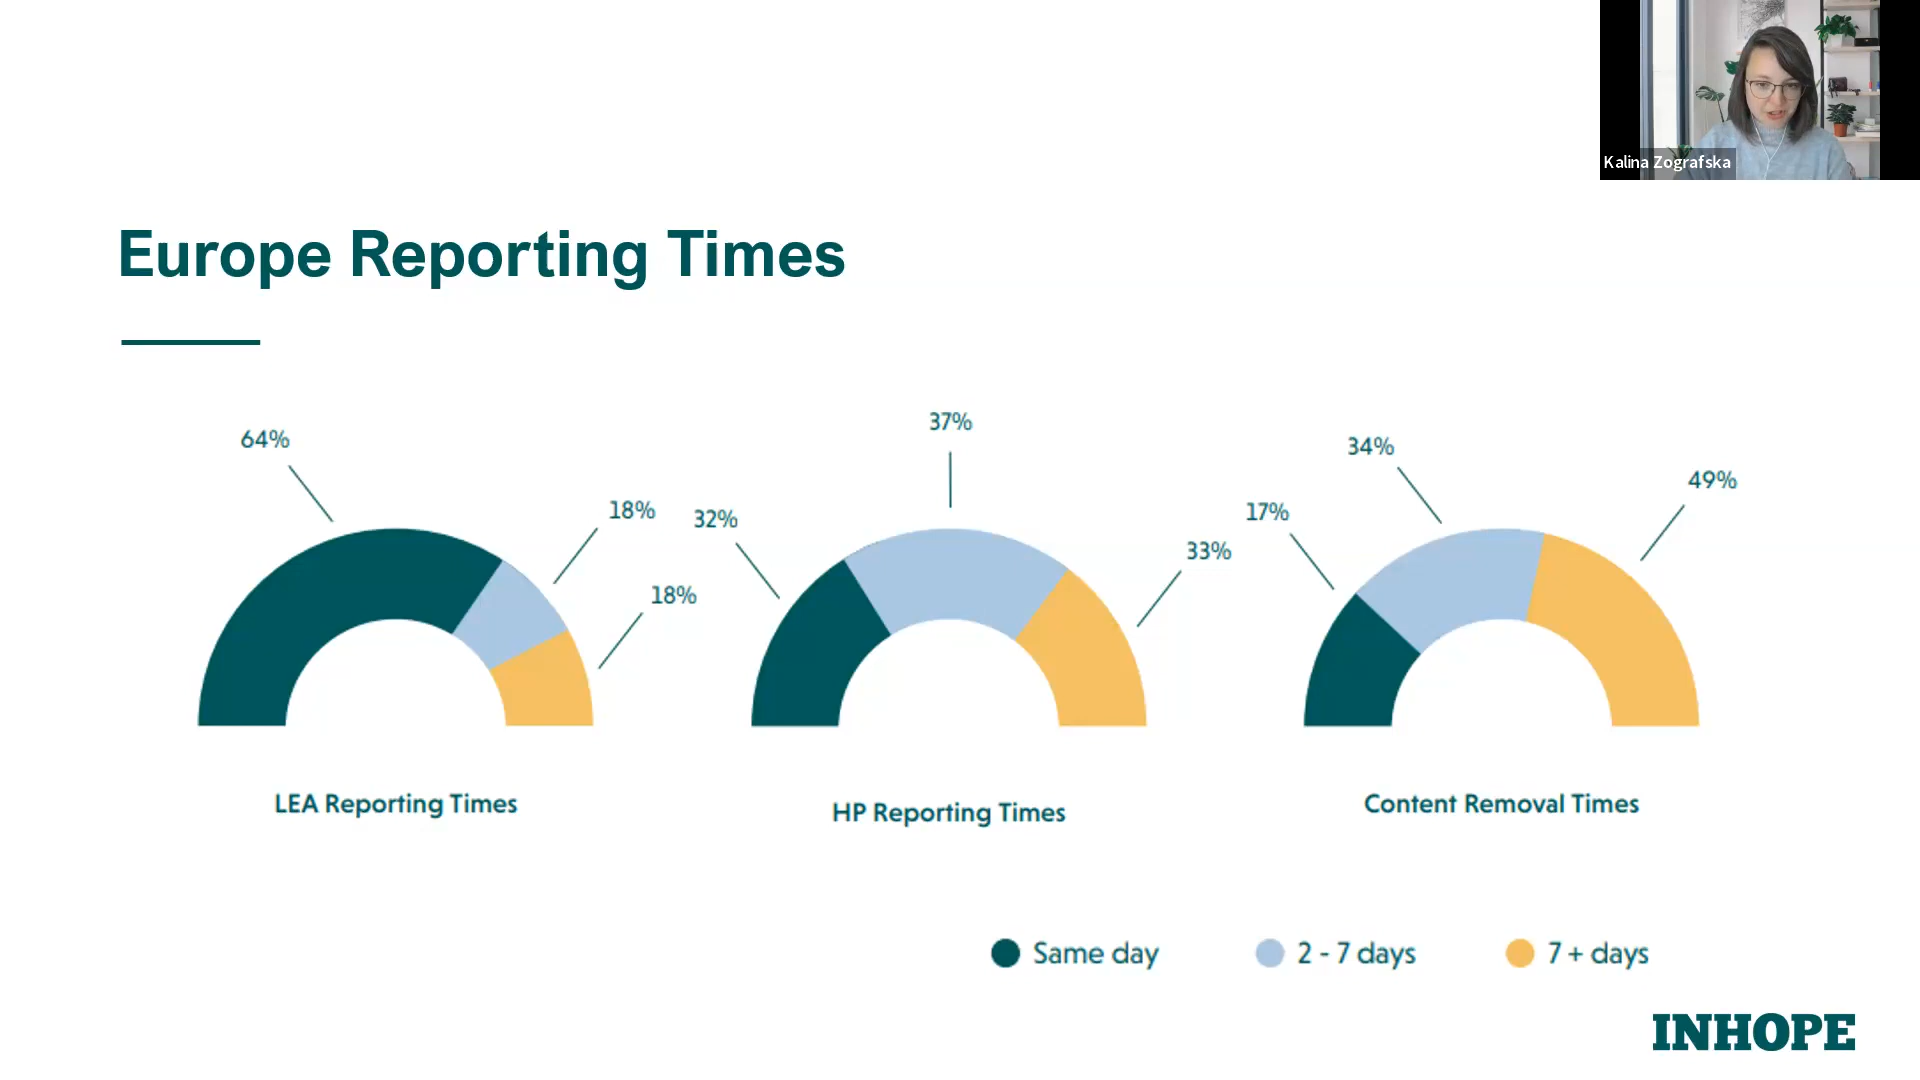 Kalina Zografska
Europe Reporting Times
64%
18%
18%
LEA Reporting Times
32%
37%
33%
HP Reporting Times
17%
34%
49%
Content Removal Times
Same day
2 - 7 days
7 + days
INHOPE